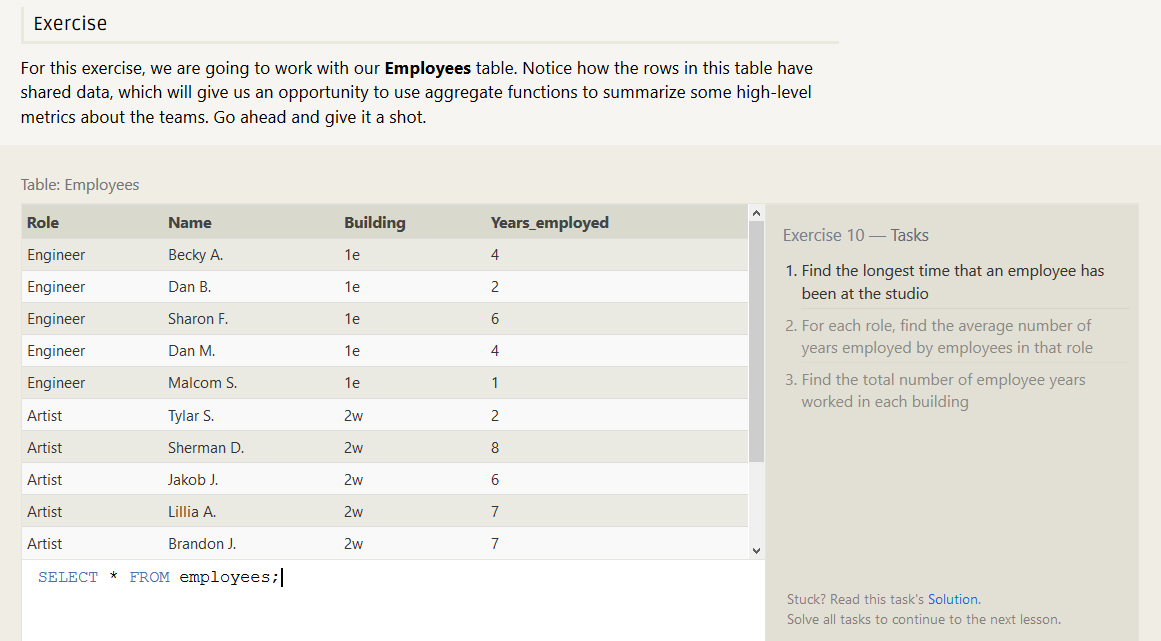 Exercise
For this exercise, we are going to work with our Employees table. Notice how the rows in this table have
shared data, which will give us an opportunity to use aggregate functions to summarize some high-level
metrics about the teams. Go ahead and give it a shot.
Table: Employees
Role Name Building Years_employed
Engineer Becky A. 1e 4
Engineer Dan B. 1e 2
Engineer Sharon F. 1e 6
Engineer Dan M. 1e 4
Engineer Malcom S. 1e 1
Artist Tylar S. 2w 2
Artist Sherman D. 2w 8
Artist Jakob J. 2w 6
Artist Lillia A. 2w 7
Artist Brandon J. 2w 7
SELECT * FROM employees;
Exercise 10 — Tasks
1. Find the longest time that an employee has
been at the studio
2. For each role, find the average number of
years employed by employees in that role
3. Find the total number of employee years
worked in each building
Stuck? Read this task's Solution.
Solve all tasks to continue to the next lesson.